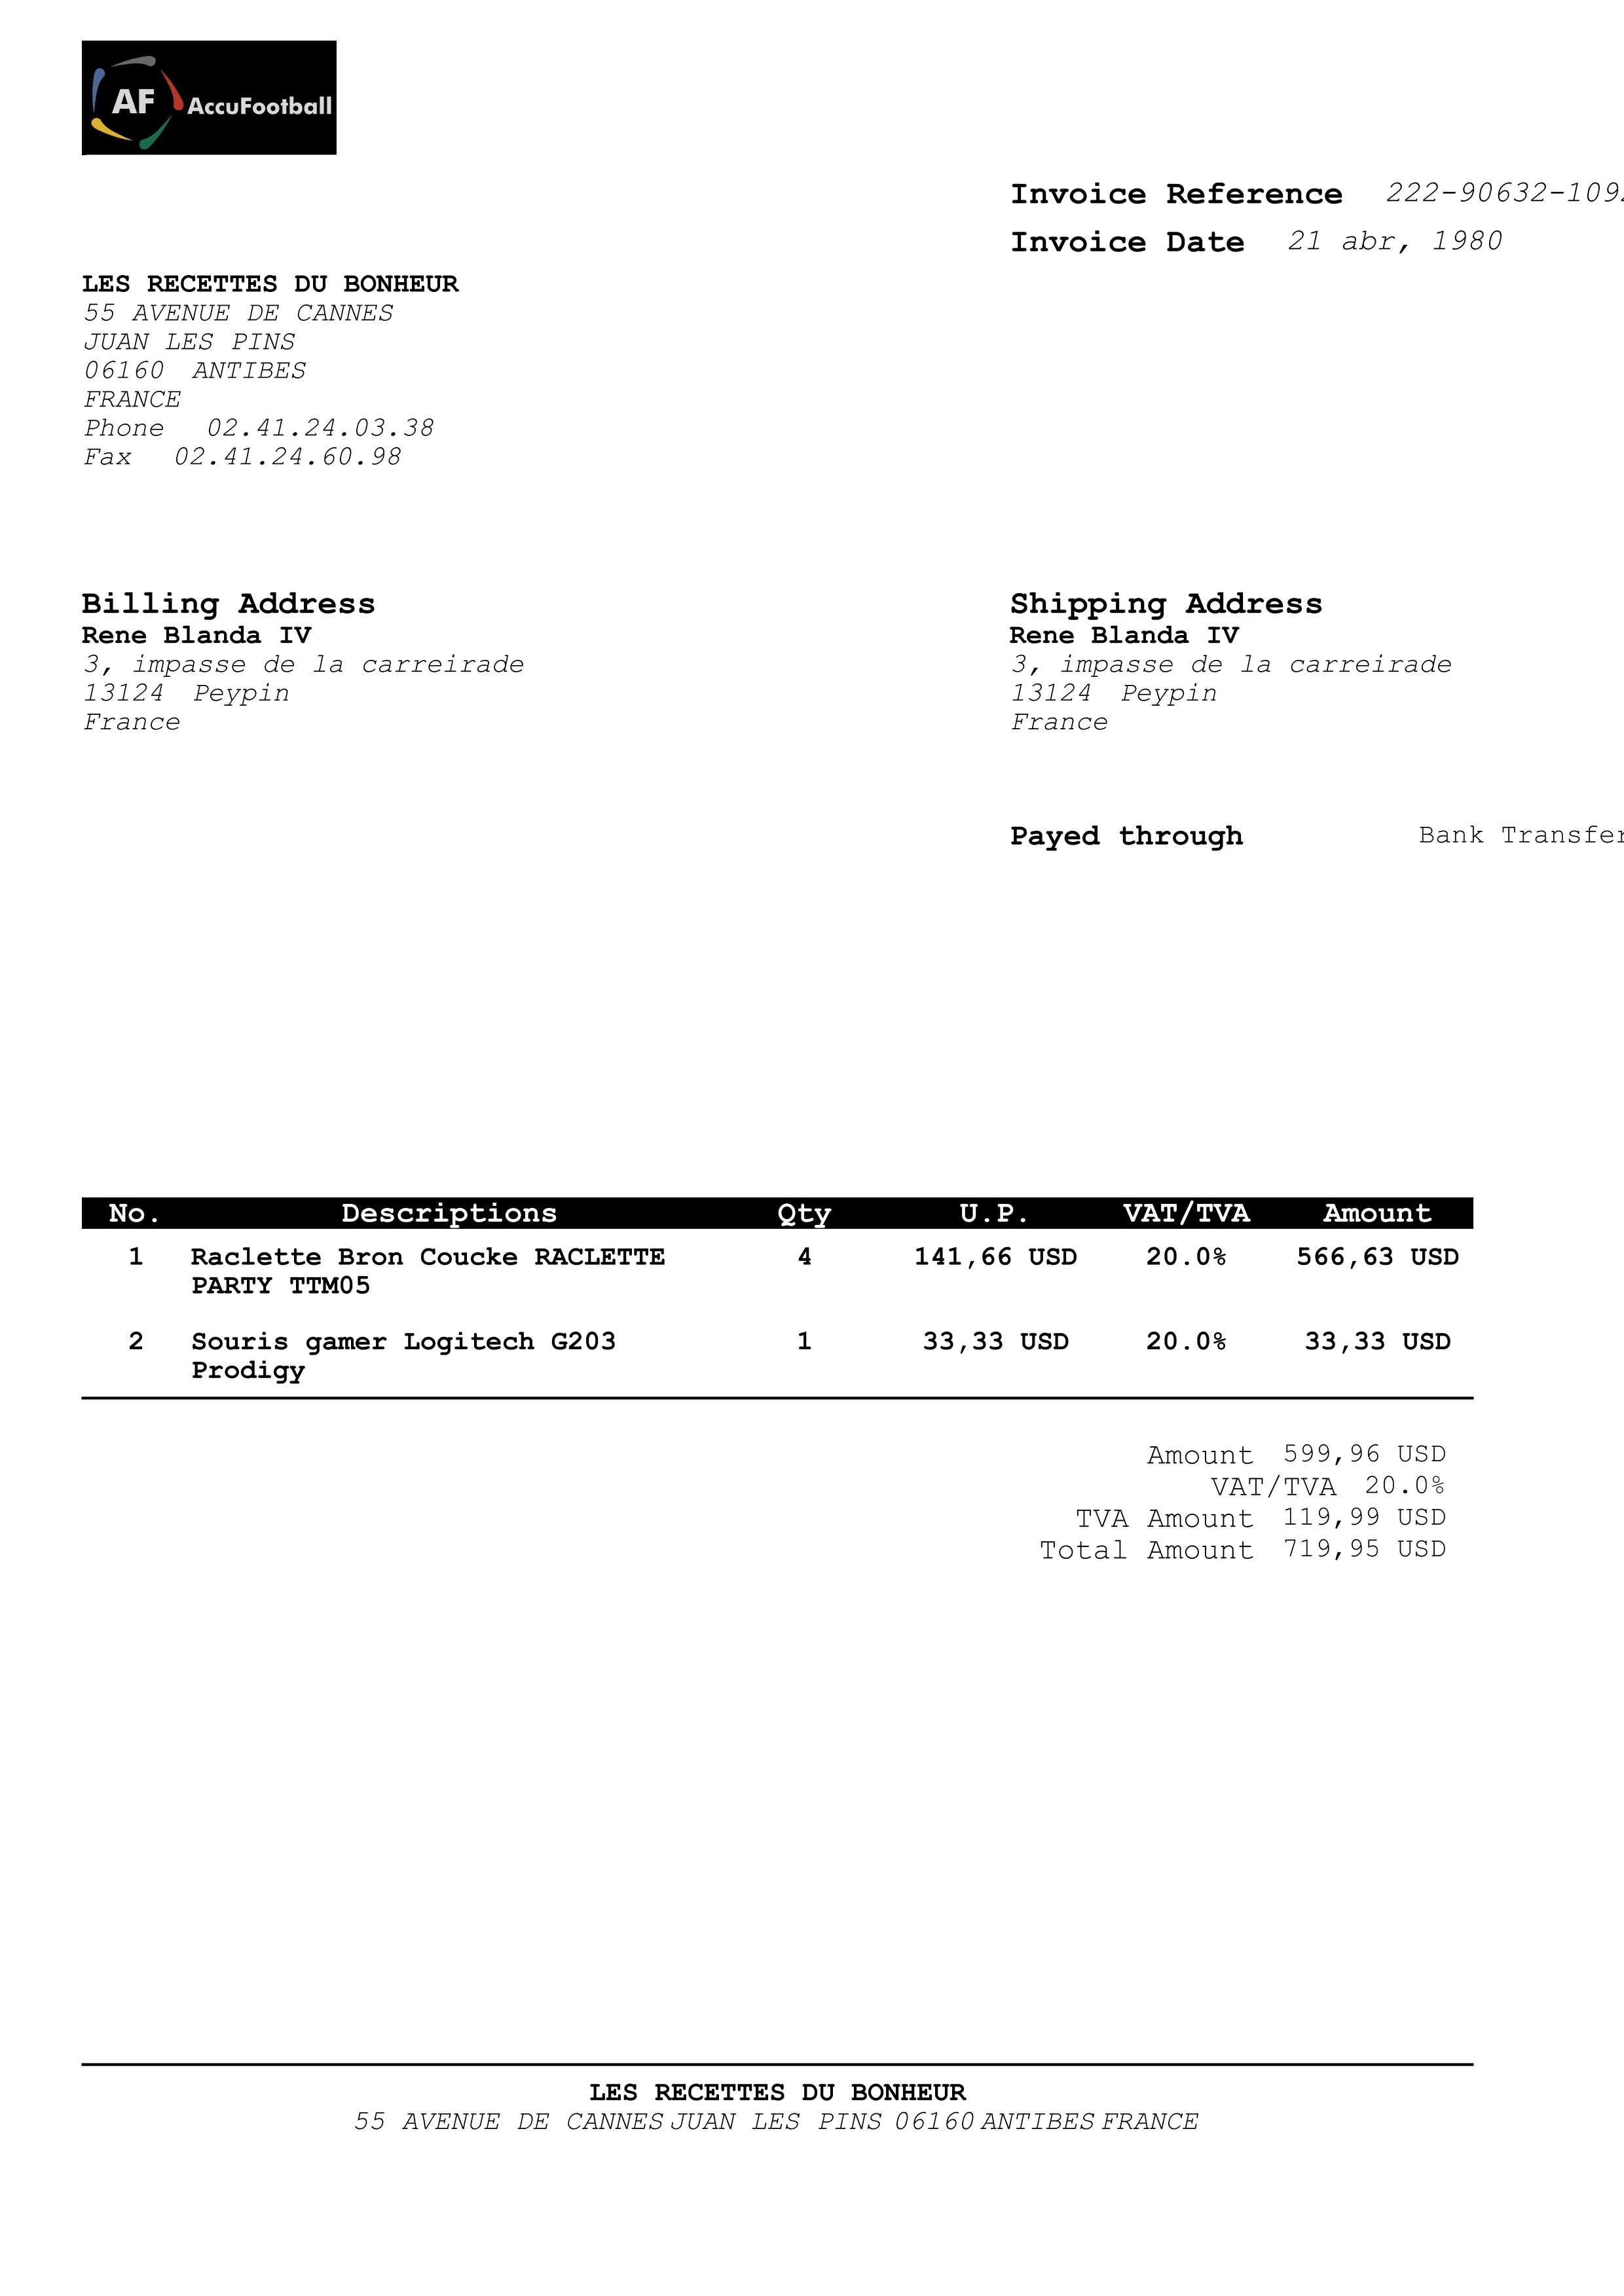 AF AccuFootball
Invoice Reference
Invoice Date 21 abr, 1980
LES RECETTES DU BONHEUR
55 AVENUE DE CANNES
JUAN LES PINS
06160 ANTIBES
FRANCE
Phone 02.41.24.03.38
Fax 02.41.24.60.98
Billing Address
Rene Blanda IV
3, impasse de la carreirade
13124 Peypin
France
Shipping Address
Rene Blanda IV
3, impasse de la carreirade
13124 Peypin
France
Payed through Bank Transfer
No. Descriptions Qty U.P. VAT/TVA Amount
1 Raclette Bron Coucke RACLETTE 4 141,66 USD 20.0% 566,63 USD
PARTY TTM05
2 Souris gamer Logitech G203 1 33,33 USD 20.0% 33,33 USD
Prodigy
Amount 599,96 USD
VAT/TVA 20.0%
TVA Amount 119,99 USD
Total Amount 719,95 USD
LES RECETTES DU BONHEUR
55 AVENUE DE CANNES JUAN LES PINS 06160 ANTIBES FRANCE